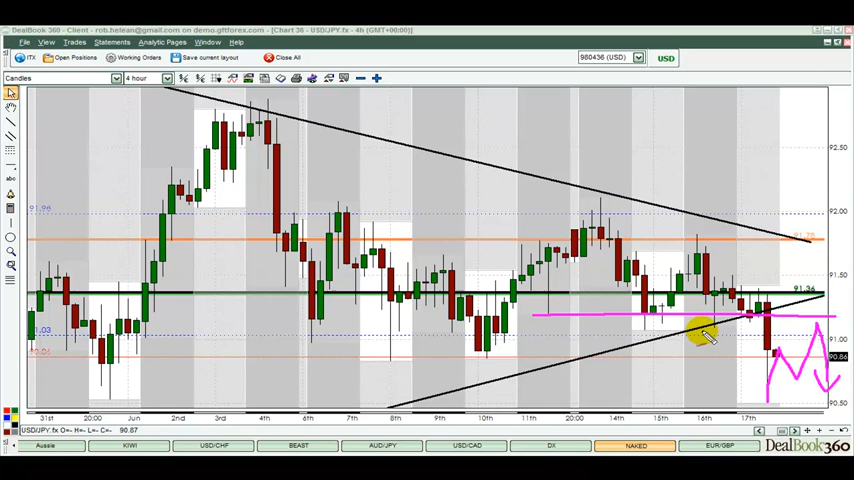 DealBook 360 - Client - rob.helean@gmail.com on demo.gftforex.com - [Chart 36 - USD/JPY.fx - 4h (GMT+00:00)]
File View Trades Statements Analytic Pages Window Help
ITX Open Positions Working Orders Save current layout Close All 980436 (USD) USD
Candles 4 hour
92.50
91.96 92.00
91.78
91.50
91.36
91.03 91.00
90.86
90.50
31st 20:00 Jun 2nd 3rd 4th 6th 7th 8th 9th 10th 20:00 14th 15th 16th 17th
USD/JPY.fx O=- H=- L=- C=- 90.87
Aussie KIWI USD/CHF BEAST AUD/JPY USD/CAD DX NAKED EUR/GBP DealBook 360